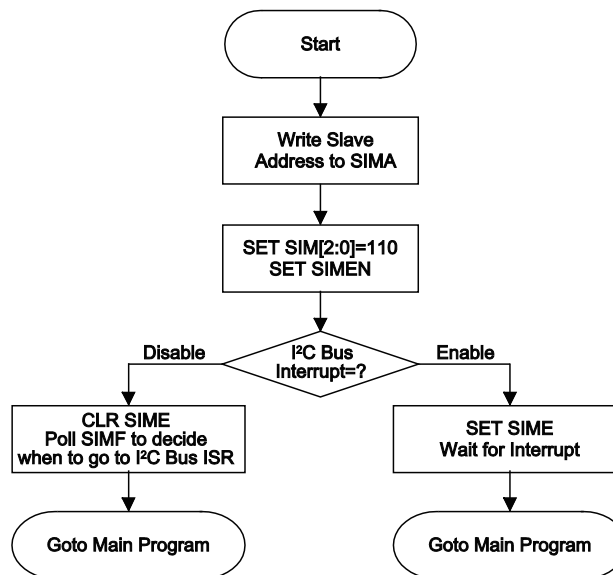 Start
Write Slave
Address to SIMA
SET SIM[2:0]=110
SET SIMEN
Disable
I²C Bus
Interrupt=?
Enable
CLR SIME
Poll SIMF to decide
when to go to I²C Bus ISR
SET SIME
Wait for Interrupt
Goto Main Program
Goto Main Program